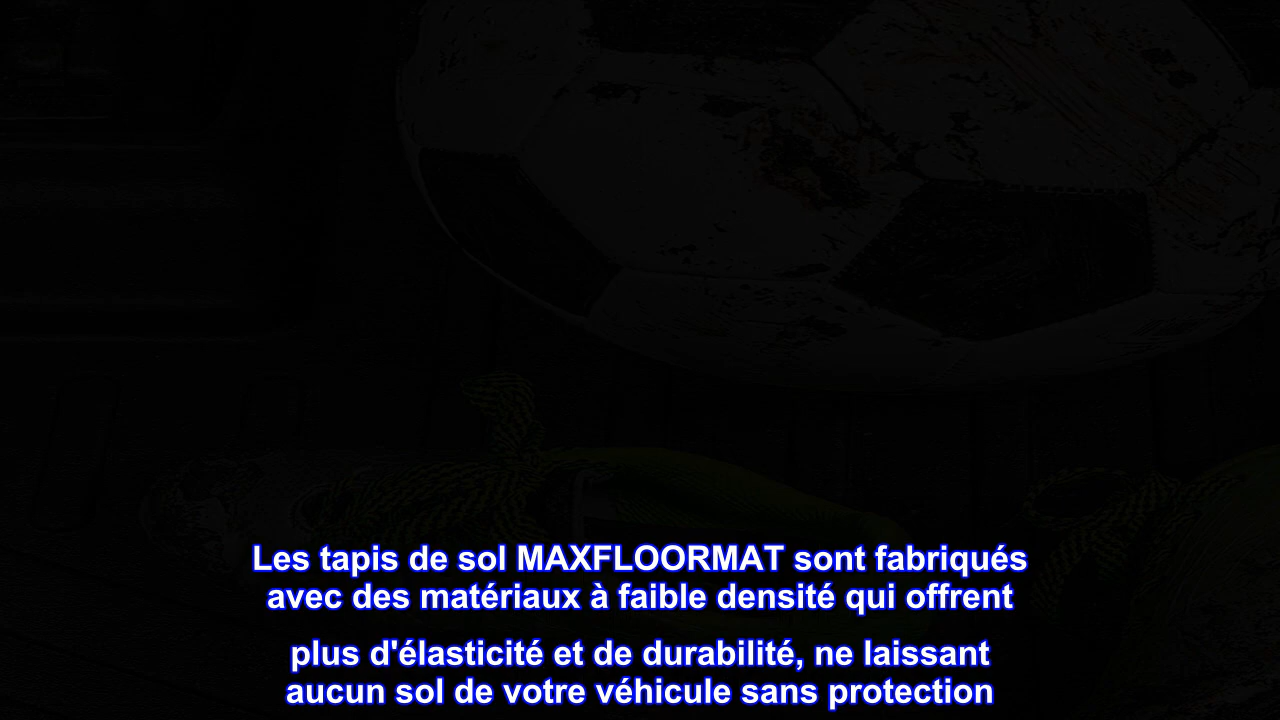 Les tapis de sol MAXFLOORMAT sont fabriqués
avec des matériaux à faible densité qui offrent
plus d'élasticité et de durabilité, ne laissant
aucun sol de votre véhicule sans protection